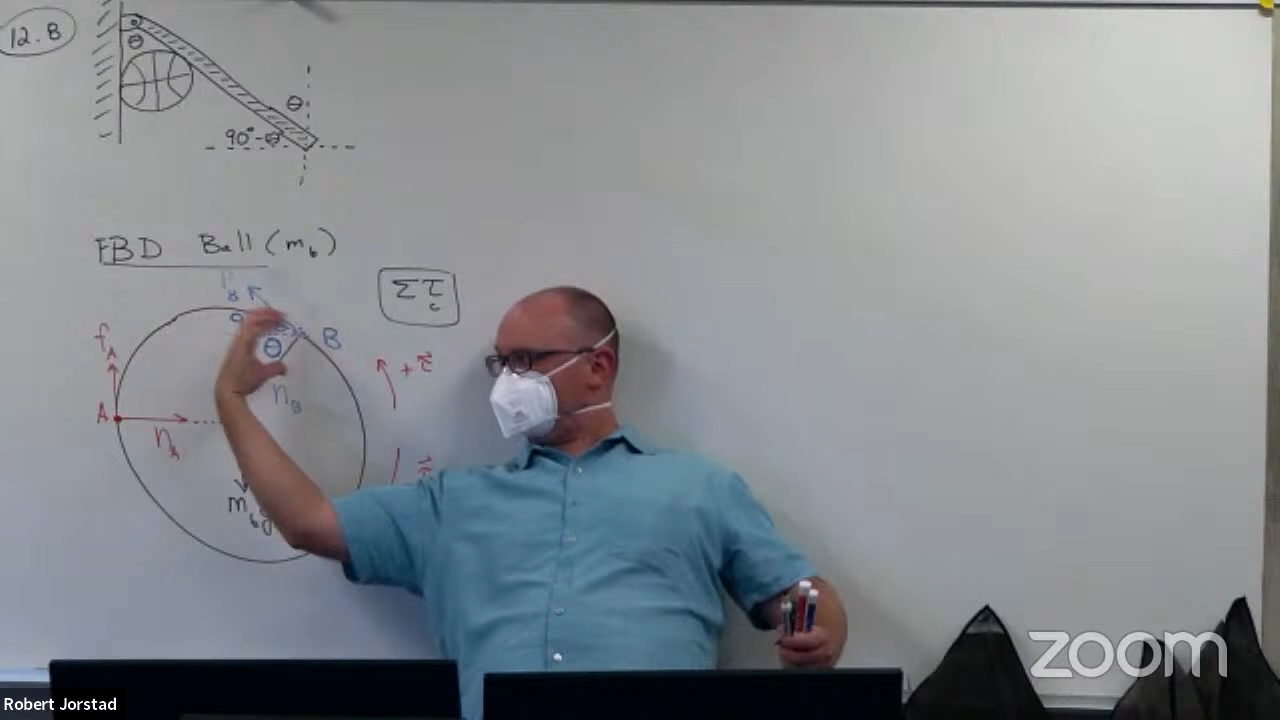 12.B
θ
θ
90°-θ
FBD Ball (m_b)
Στ_c
f_A
B
θ
+τ⃗
n_B
A
n_A
τ⃗
m_b g
zoom
Robert Jorstad